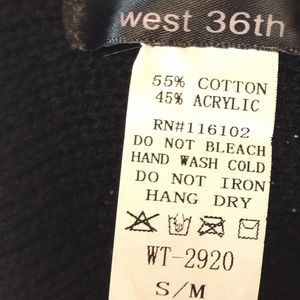 west 36th
55% COTTON
45% ACRYLIC
RN#116102
DO NOT BLEACH
HAND WASH COLD
DO NOT IRON
HANG DRY
WT-2920
S/M